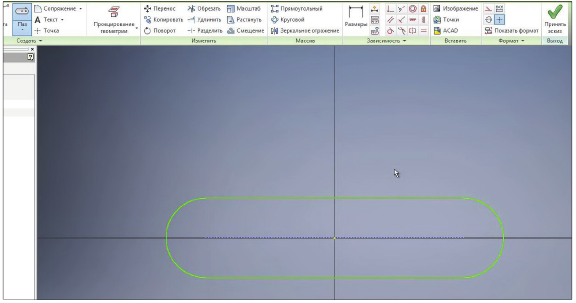 Сопряжение Перенос Обрезать Масштаб Прямоугольный Изображение
Паз Текст Проецирование геометрии Копировать Удлинить Растянуть Круговой Размеры Точки Принять эскиз
Точка Поворот Разделить Смещение Зеркальное отражение ACAD Показать формат
Создать Изменить Массив Зависимость Вставить Формат Выход